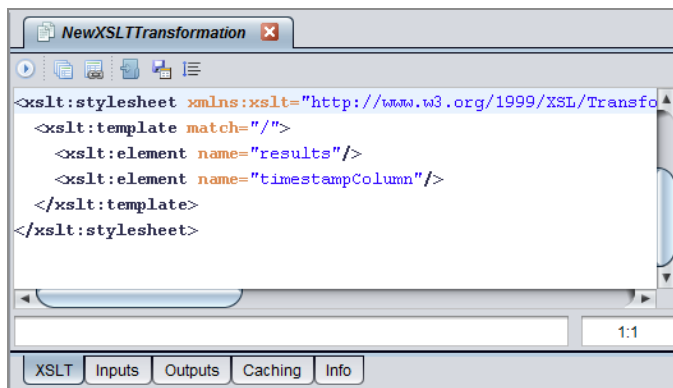 NewXSLTTransformation
<xslt:stylesheet xmlns:xslt="http://www.w3.org/1999/XSL/Transfo
<xslt:template match="/">
<xslt:element name="results"/>
<xslt:element name="timestampColumn"/>
</xslt:template>
</xslt:stylesheet>
1:1
XSLT Inputs Outputs Caching Info